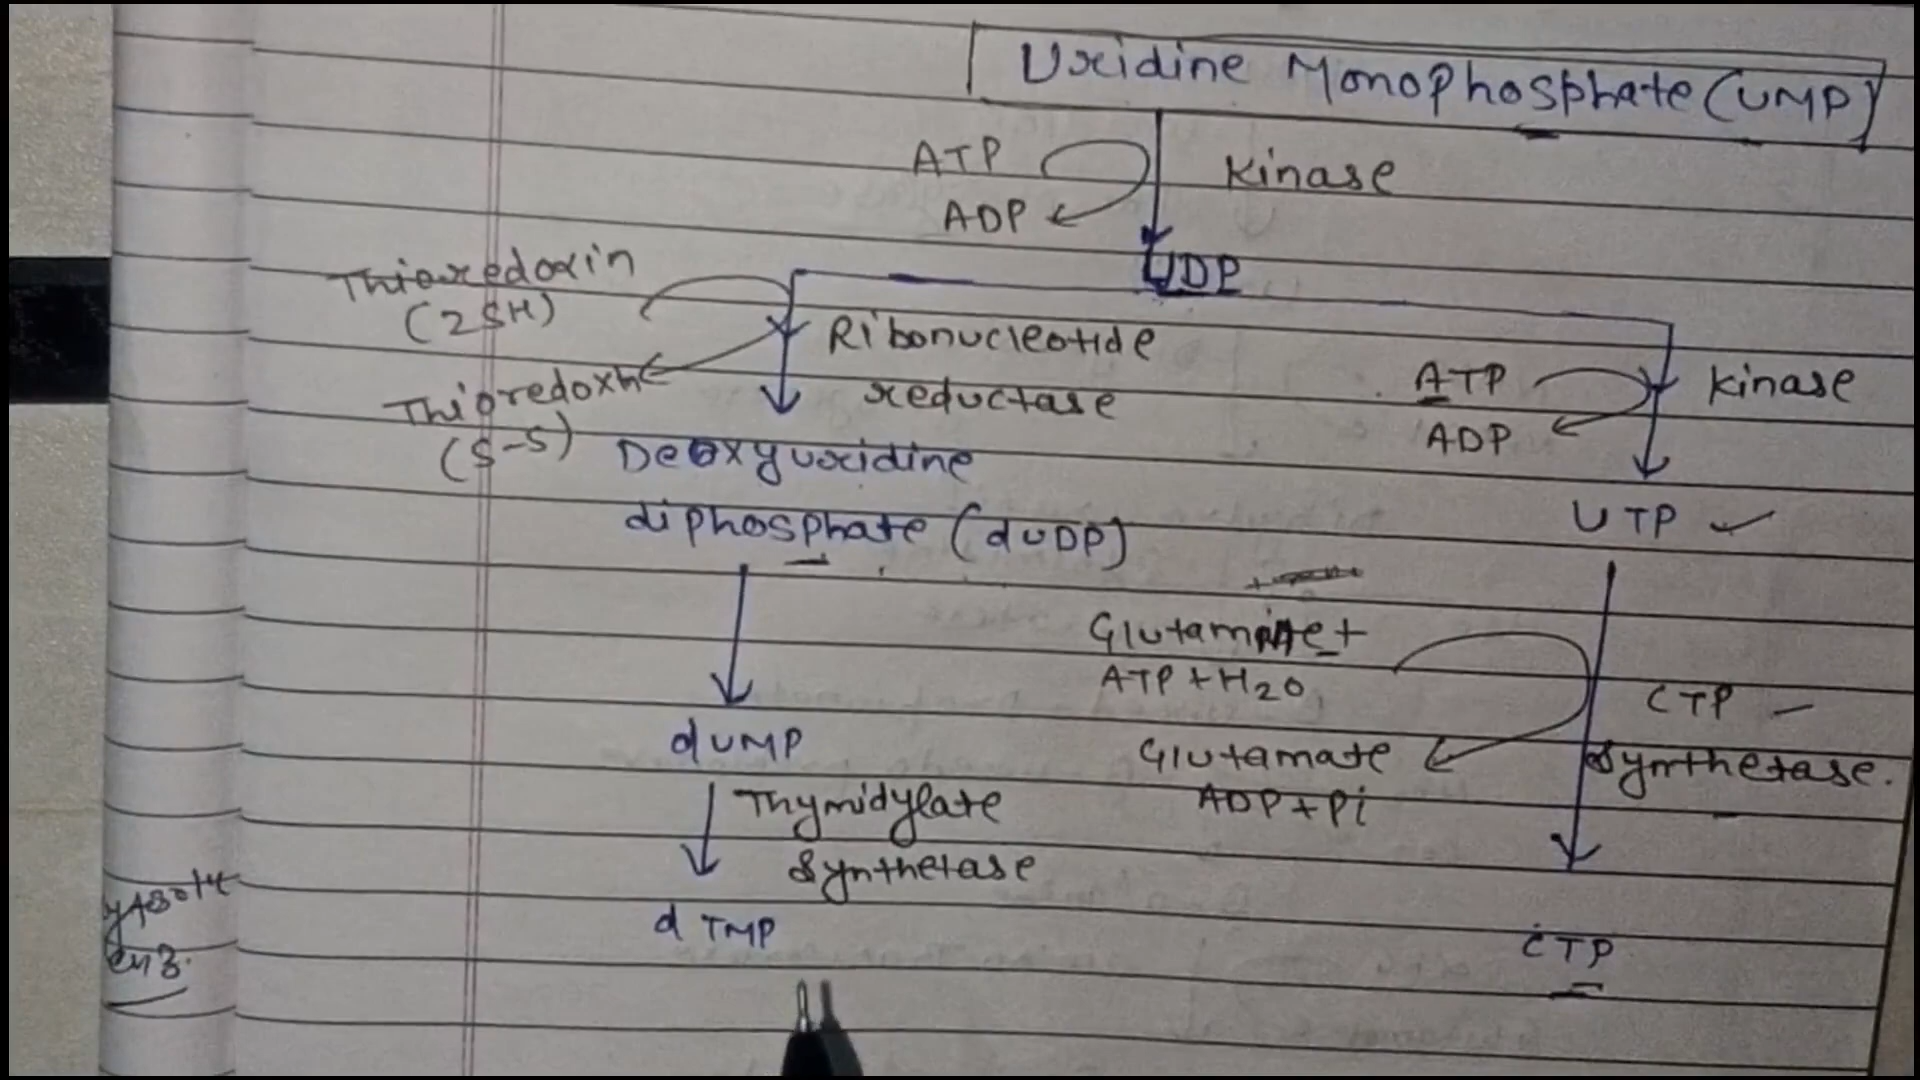 Uridine Monophosphate (UMP)
ATP
Kinase
ADP
UDP
Thioredoxin
(2SH)
Ribonucleotide
reductase
Thioredoxin
(S-S)
ATP
Kinase
ADP
Deoxyuridine
diphosphate (dUDP)
UTP
Glutamine +
ATP + H2O
CTP
Synthetase.
Glutamate
ADP + Pi
dUMP
Thymidylate
Synthetase
dTMP
CTP